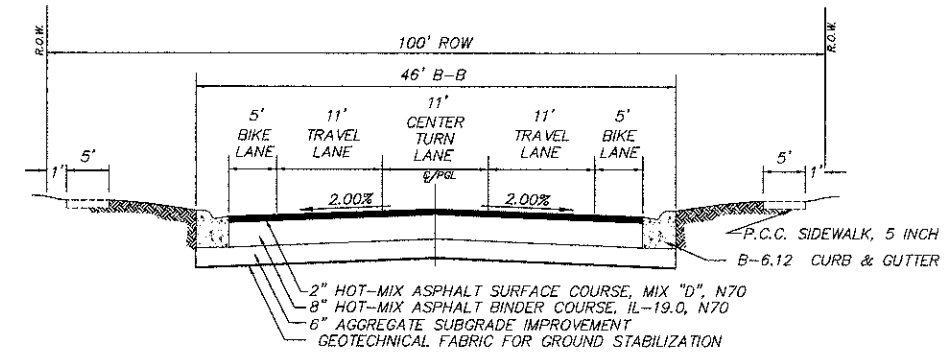 R.O.W.
100' ROW
R.O.W.
46' B-B
5'
BIKE
LANE
11'
TRAVEL
LANE
11'
CENTER
TURN
LANE
11'
TRAVEL
LANE
5'
BIKE
LANE
1'
5'
5'
1'
℄/PGL
2.00%
2.00%
P.C.C. SIDEWALK, 5 INCH
B-6.12 CURB & GUTTER
2" HOT-MIX ASPHALT SURFACE COURSE, MIX "D", N70
8" HOT-MIX ASPHALT BINDER COURSE, IL-19.0, N70
6" AGGREGATE SUBGRADE IMPROVEMENT
GEOTECHNICAL FABRIC FOR GROUND STABILIZATION